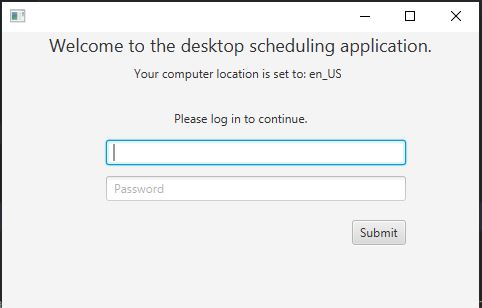 Welcome to the desktop scheduling application.
Your computer location is set to: en_US
Please log in to continue.
Password
Submit